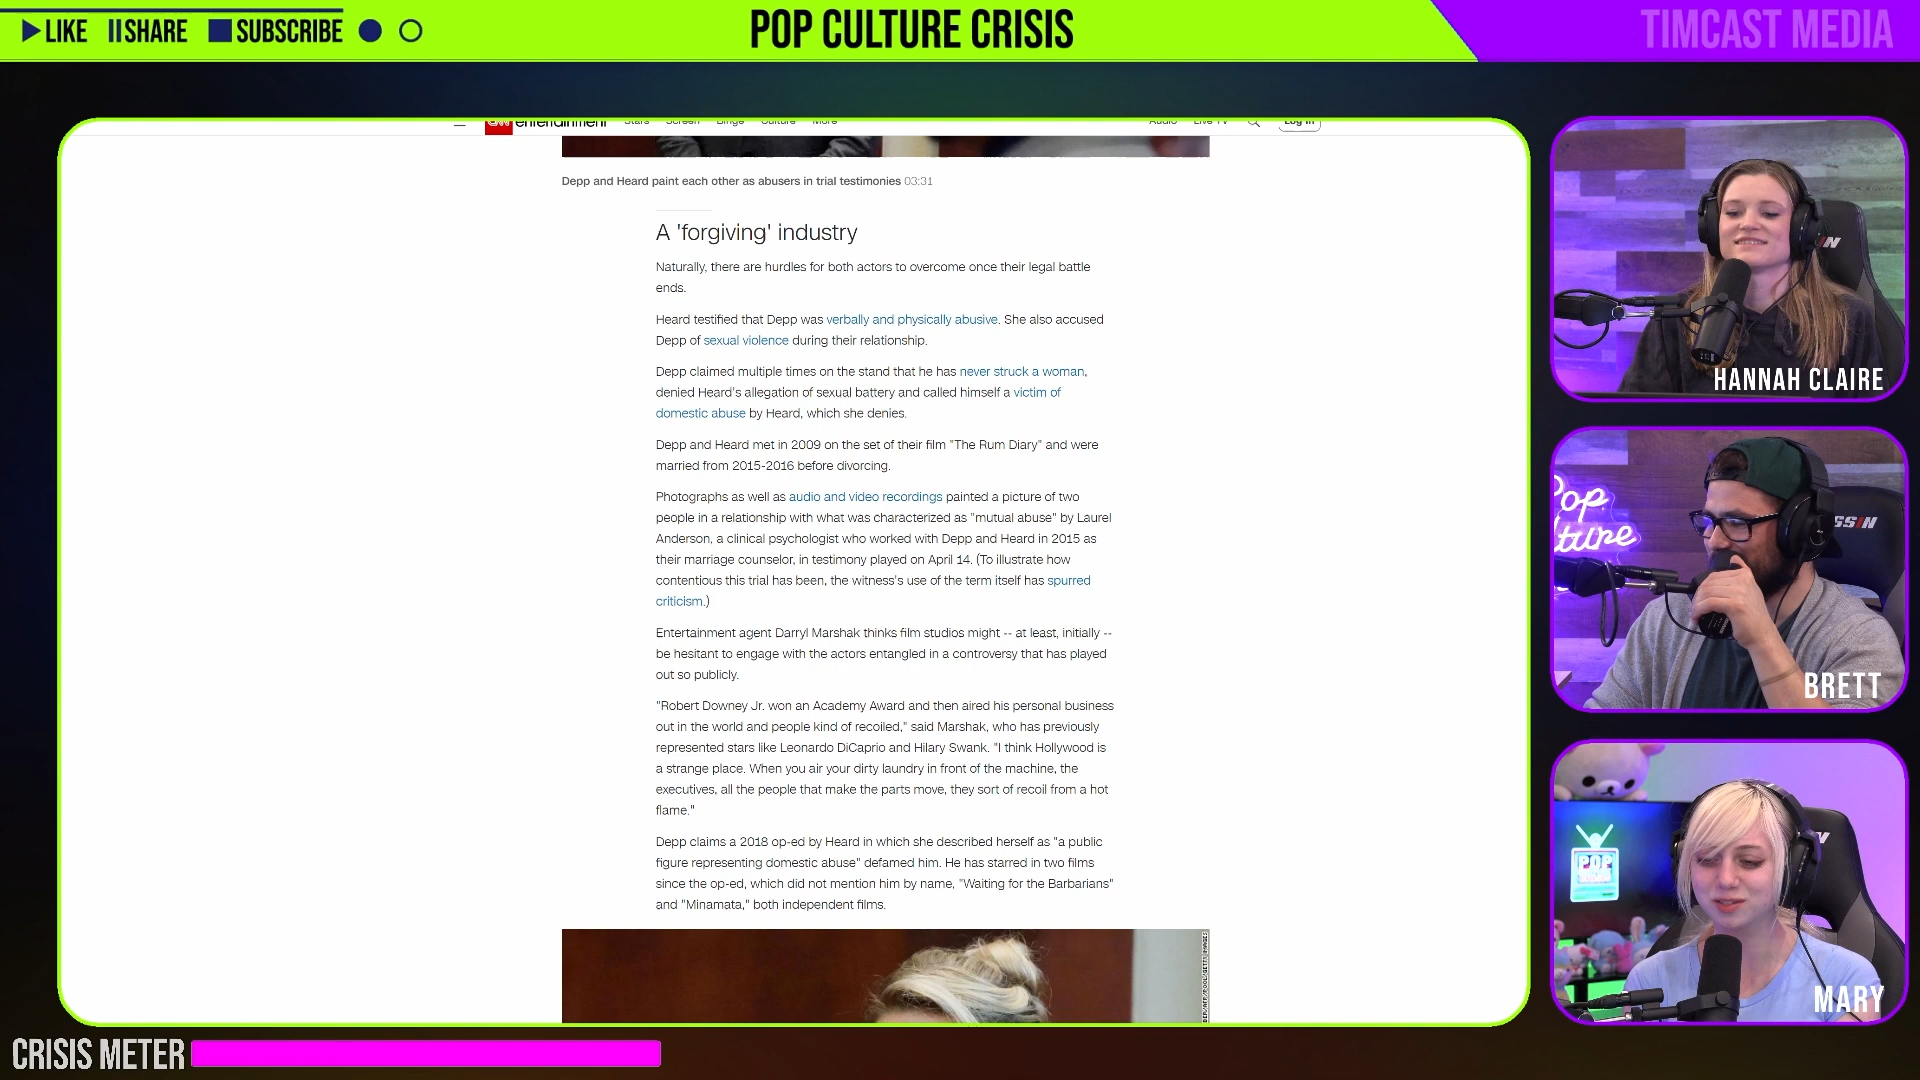 LIKE SHARE SUBSCRIBE
POP CULTURE CRISIS
TIMCAST MEDIA
entertainment Stars Screen Binge Culture More Audio Live TV Log In
Depp and Heard paint each other as abusers in trial testimonies 03:31
A 'forgiving' industry
Naturally, there are hurdles for both actors to overcome once their legal battle
ends.
Heard testified that Depp was verbally and physically abusive. She also accused
Depp of sexual violence during their relationship.
Depp claimed multiple times on the stand that he has never struck a woman,
denied Heard's allegation of sexual battery and called himself a victim of
domestic abuse by Heard, which she denies.
Depp and Heard met in 2009 on the set of their film "The Rum Diary" and were
married from 2015-2016 before divorcing.
Photographs as well as audio and video recordings painted a picture of two
people in a relationship with what was characterized as "mutual abuse" by Laurel
Anderson, a clinical psychologist who worked with Depp and Heard in 2015 as
their marriage counselor, in testimony played on April 14. (To illustrate how
contentious this trial has been, the witness's use of the term itself has spurred
criticism.)
Entertainment agent Darryl Marshak thinks film studios might -- at least, initially --
be hesitant to engage with the actors entangled in a controversy that has played
out so publicly.
"Robert Downey Jr. won an Academy Award and then aired his personal business
out in the world and people kind of recoiled," said Marshak, who has previously
represented stars like Leonardo DiCaprio and Hilary Swank. "I think Hollywood is
a strange place. When you air your dirty laundry in front of the machine, the
executives, all the people that make the parts move, they sort of recoil from a hot
flame."
Depp claims a 2018 op-ed by Heard in which she described herself as "a public
figure representing domestic abuse" defamed him. He has starred in two films
since the op-ed, which did not mention him by name, "Waiting for the Barbarians"
and "Minamata," both independent films.
HANNAH CLAIRE
Pop
BRETT
POP
MARY
CRISIS METER